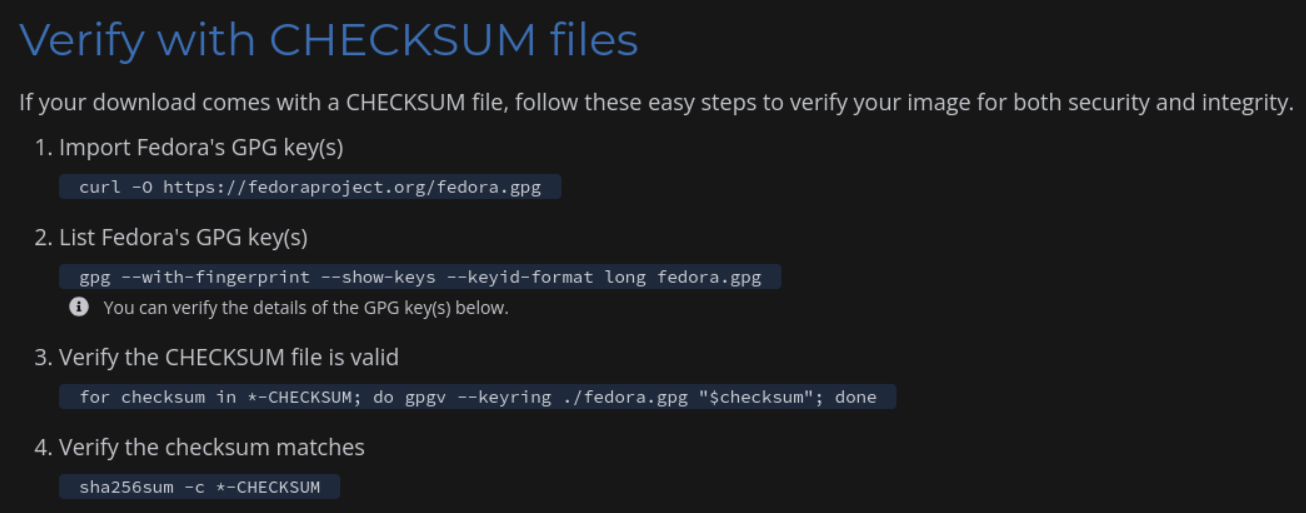 Verify with CHECKSUM files
If your download comes with a CHECKSUM file, follow these easy steps to verify your image for both security and integrity.
1. Import Fedora's GPG key(s)
curl -O https://fedoraproject.org/fedora.gpg
2. List Fedora's GPG key(s)
gpg --with-fingerprint --show-keys --keyid-format long fedora.gpg
You can verify the details of the GPG key(s) below.
3. Verify the CHECKSUM file is valid
for checksum in *-CHECKSUM; do gpgv --keyring ./fedora.gpg "$checksum"; done
4. Verify the checksum matches
sha256sum -c *-CHECKSUM